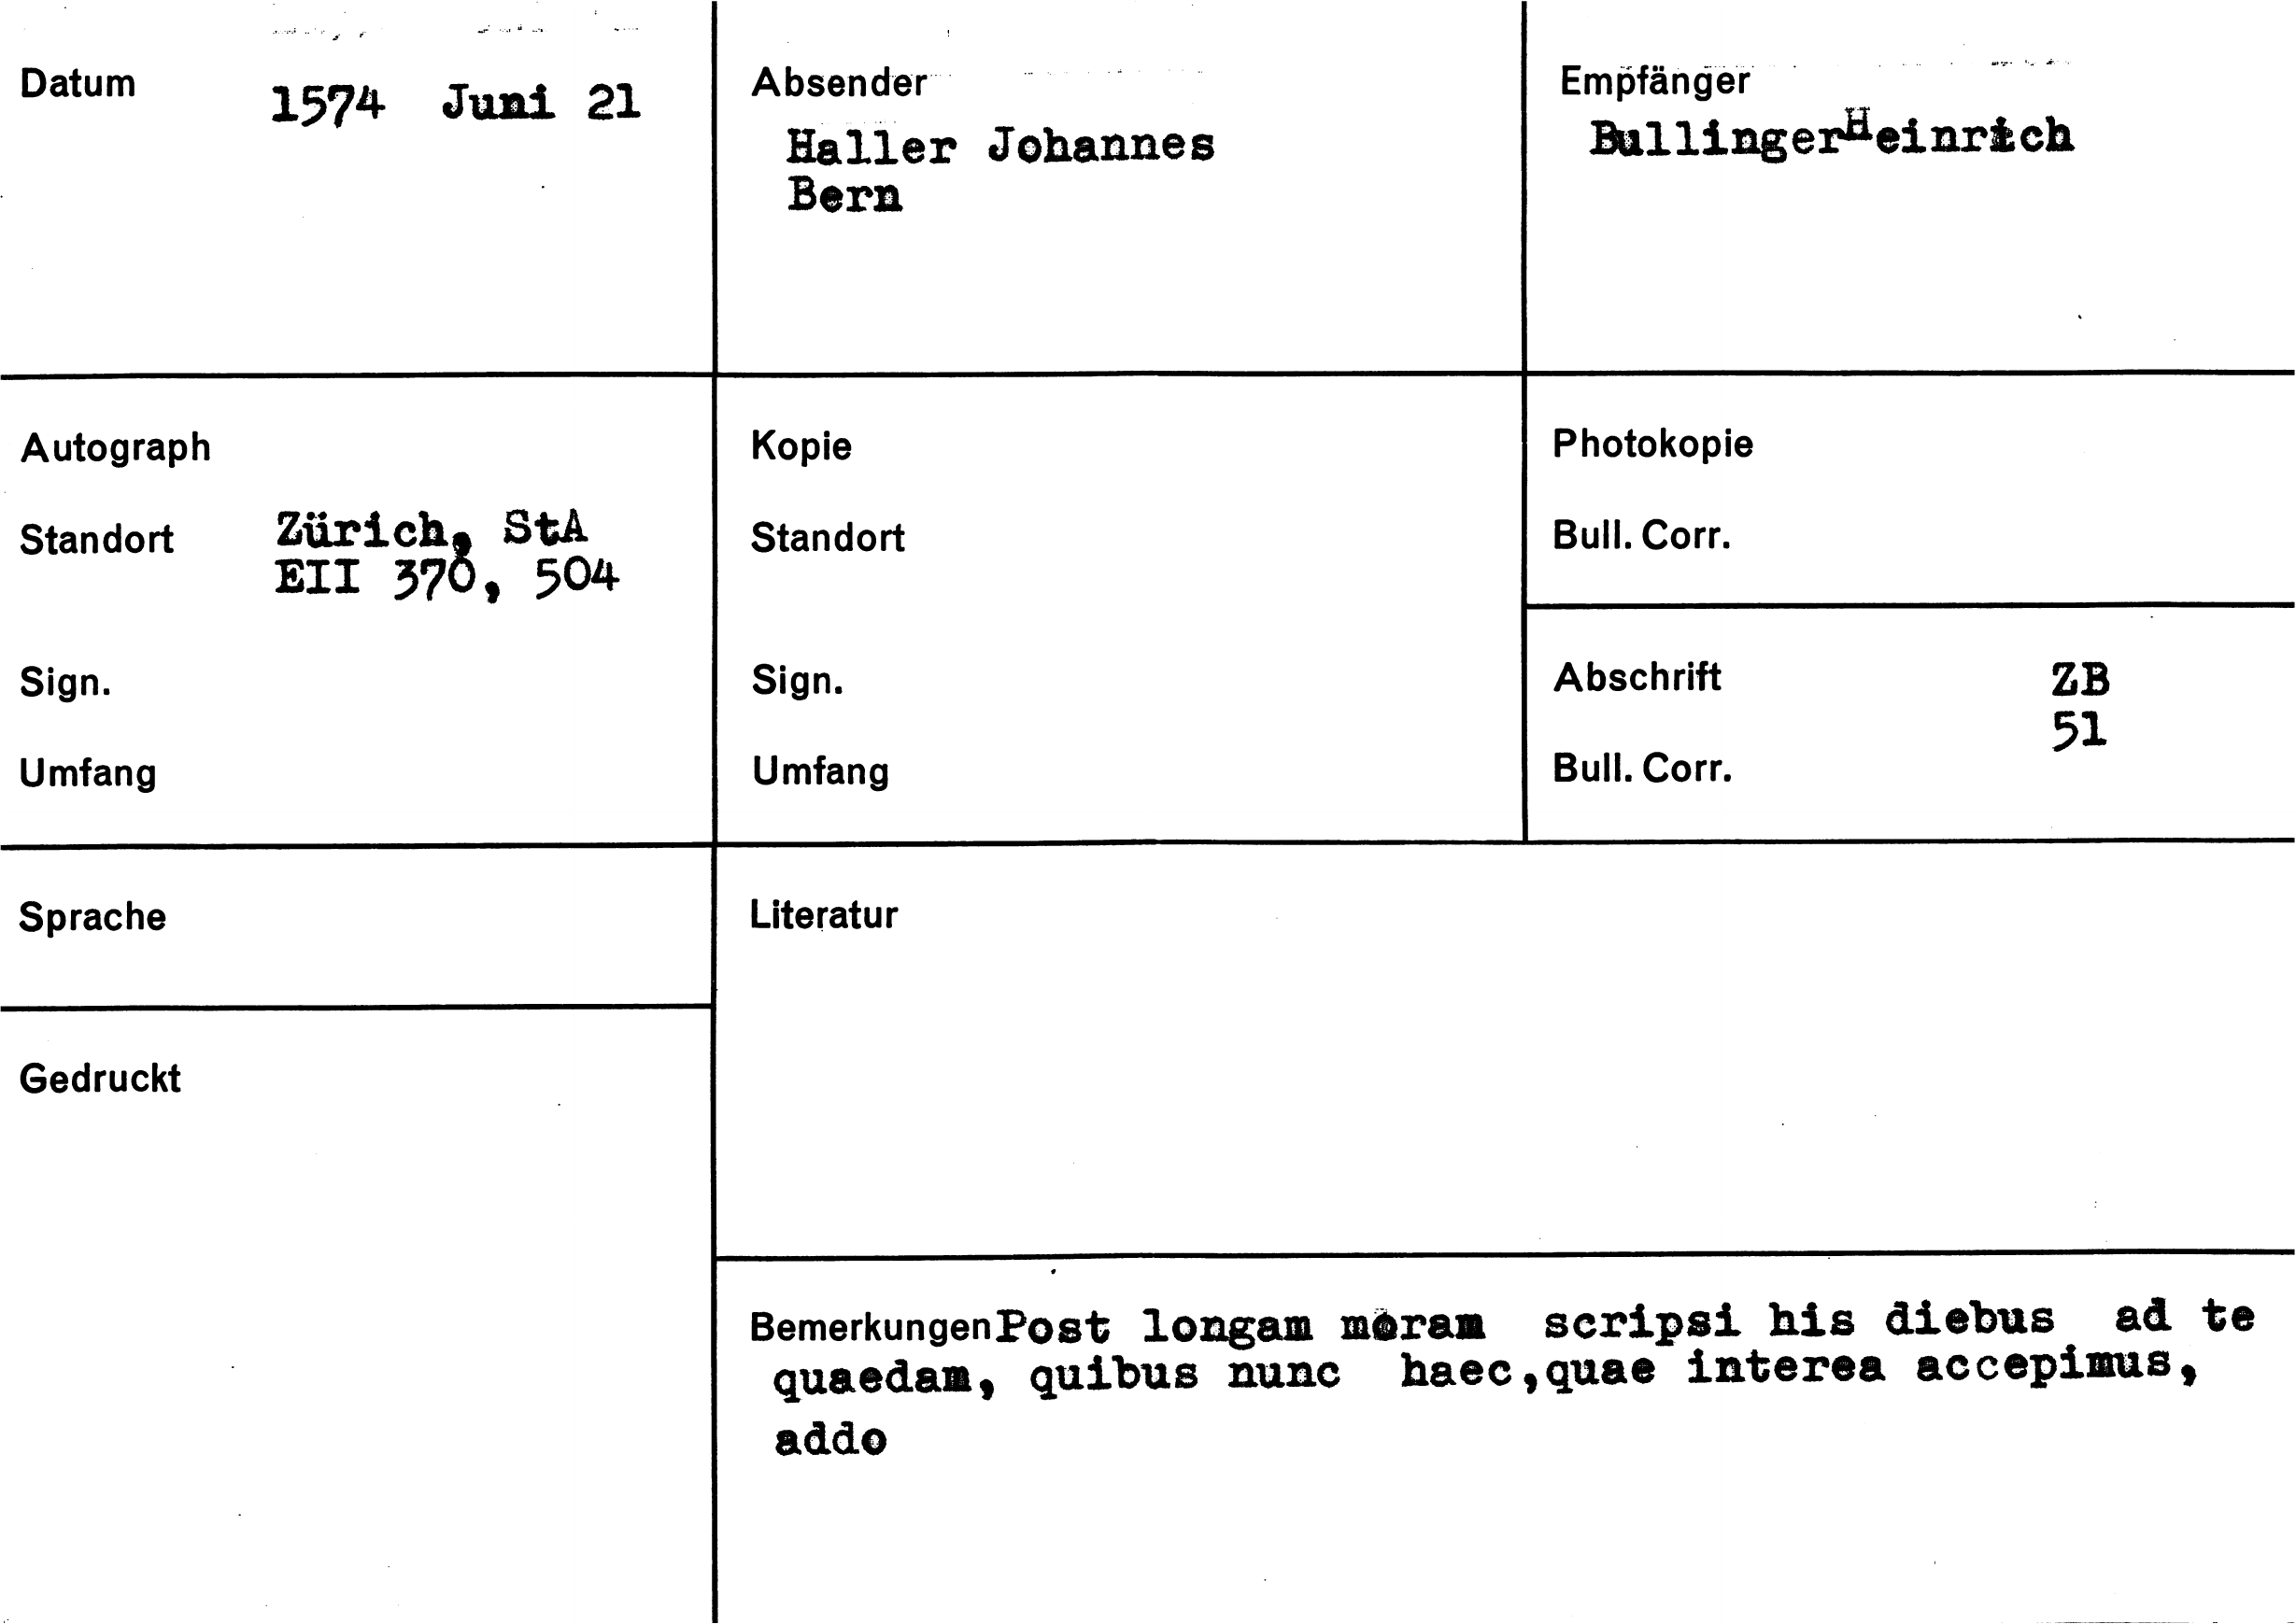 Datum 1574 Juni 21
Absender
Haller Johannes
Bern
Empfänger
BullingerHeinrich
Autograph
Standort Zürich, StA
EII 370, 504
Sign.
Umfang
Kopie
Standort
Sign.
Umfang
Photokopie
Bull. Corr.
Abschrift ZB
51
Bull. Corr.
Sprache
Literatur
Gedruckt
Bemerkungen Post longam moram scripsi his diebus ad te
quaedam, quibus nunc haec,quae interea accepimus,
addo